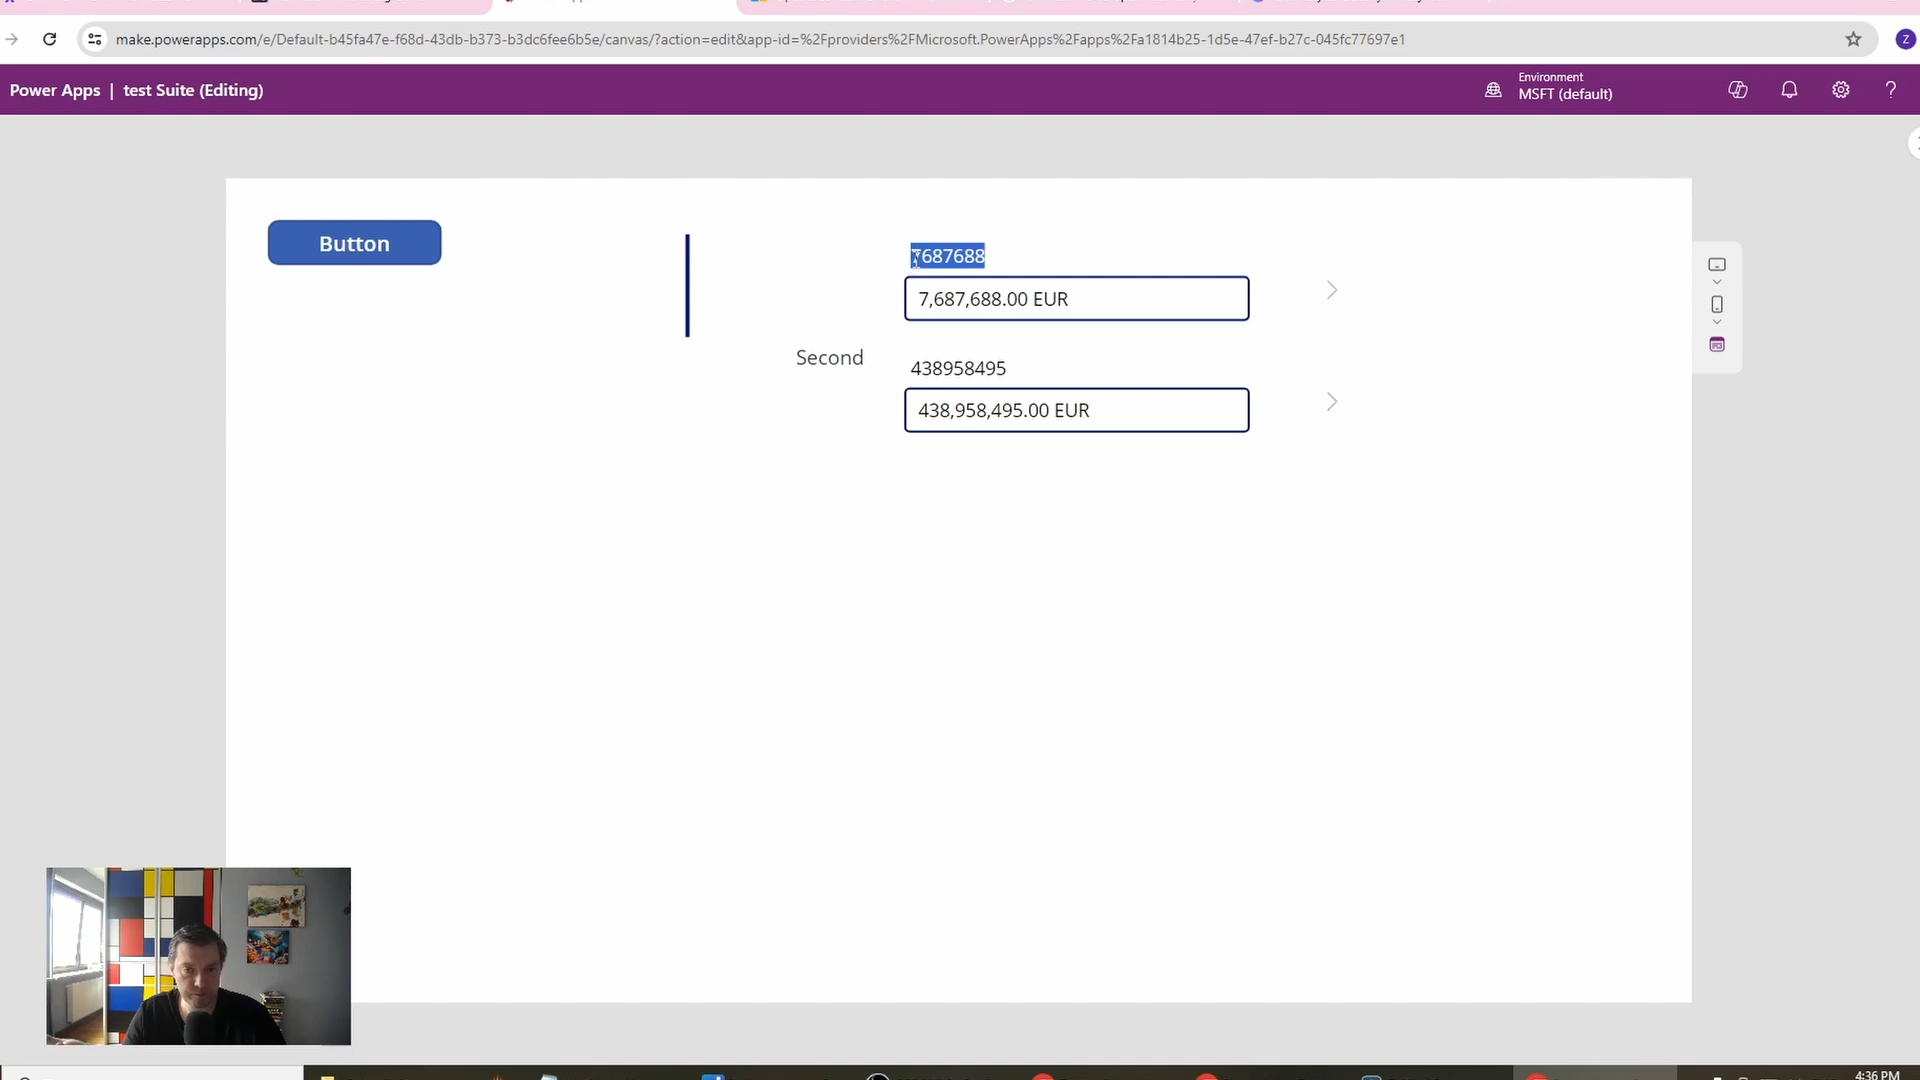 make.powerapps.com/e/Default-b45fa47e-f68d-43db-b373-b3dc6fee6b5e/canvas/?action=edit&app-id=%2Fproviders%2FMicrosoft.PowerApps%2Fapps%2Fa1814b25-1d5e-47ef-b27c-045fc77697e1
Z
Power Apps | test Suite (Editing)
Environment
MSFT (default)
?
Button
7687688
7,687,688.00 EUR
Second
438958495
438,958,495.00 EUR
4:36 PM